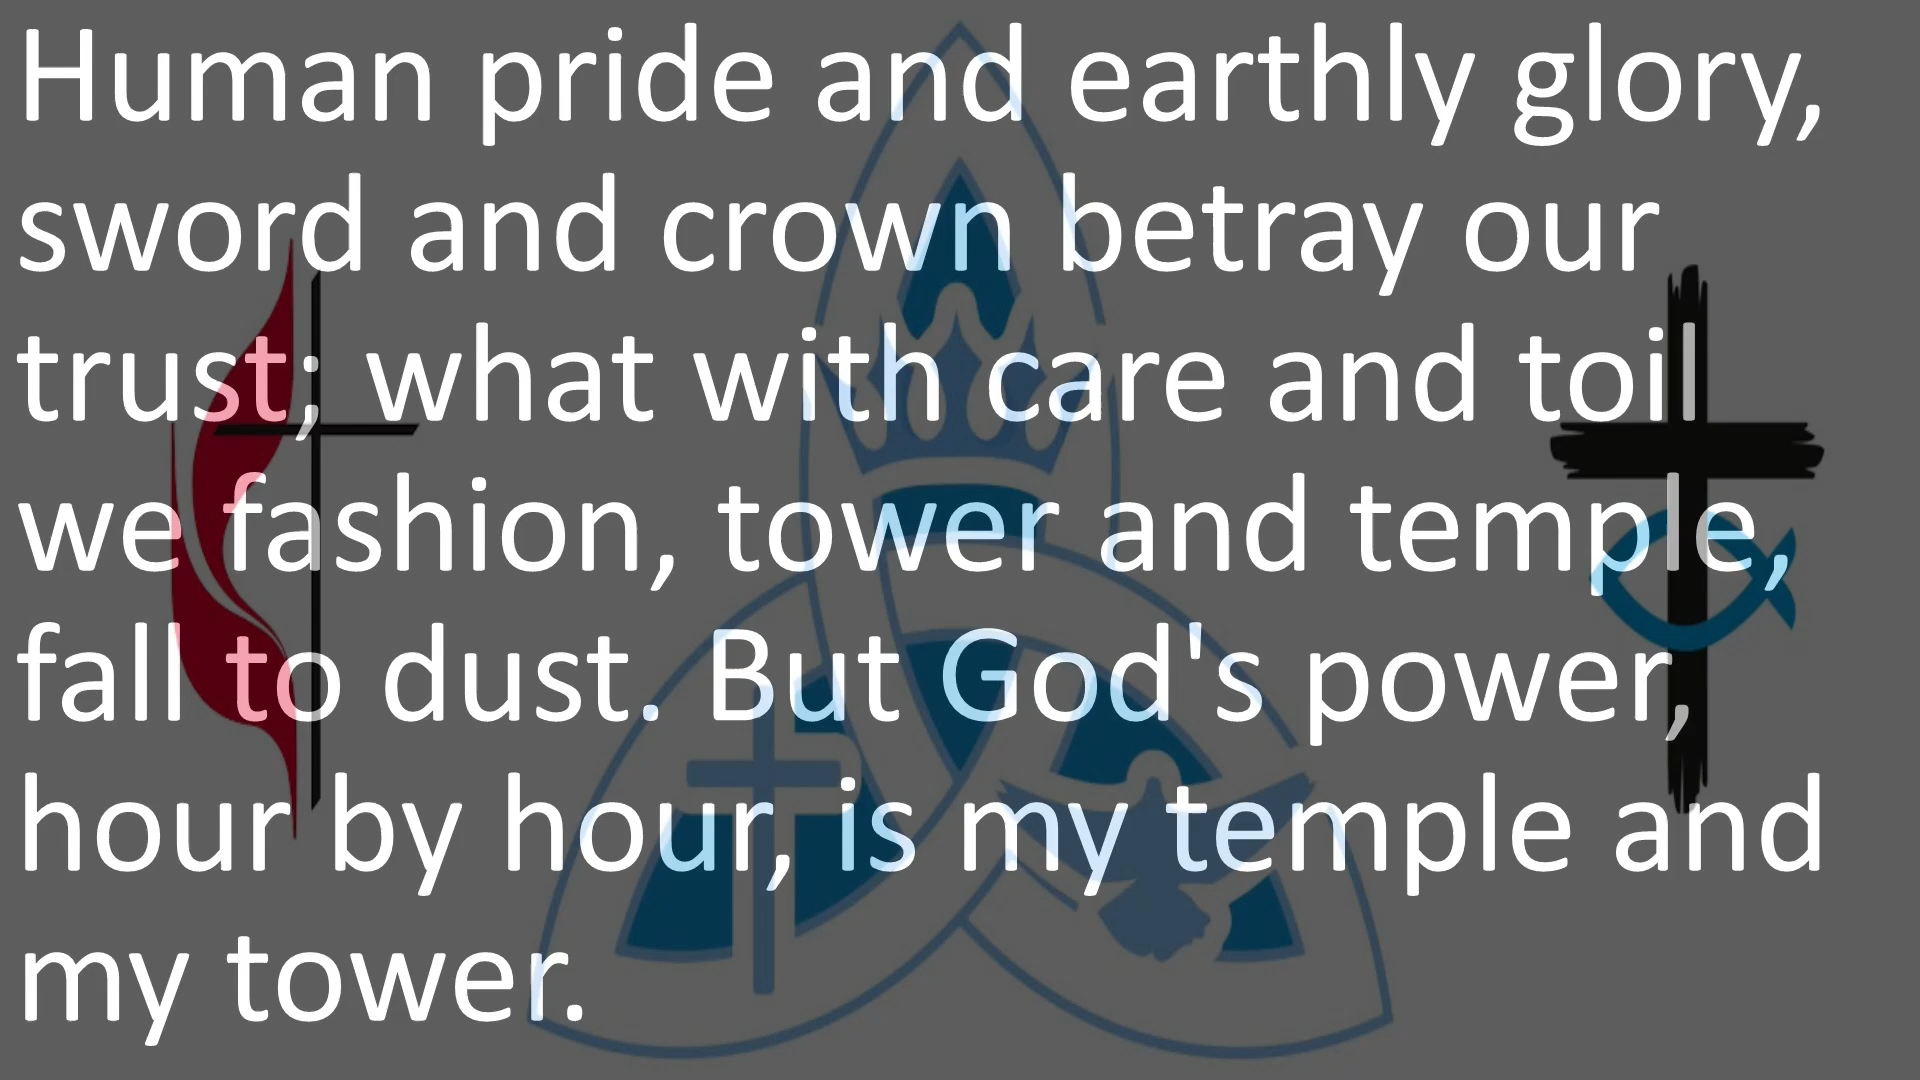 Human pride and earthly glory,
sword and crown betray our
trust; what with care and toil
we fashion, tower and temple,
fall to dust. But God's power,
hour by hour, is my temple and
my tower.